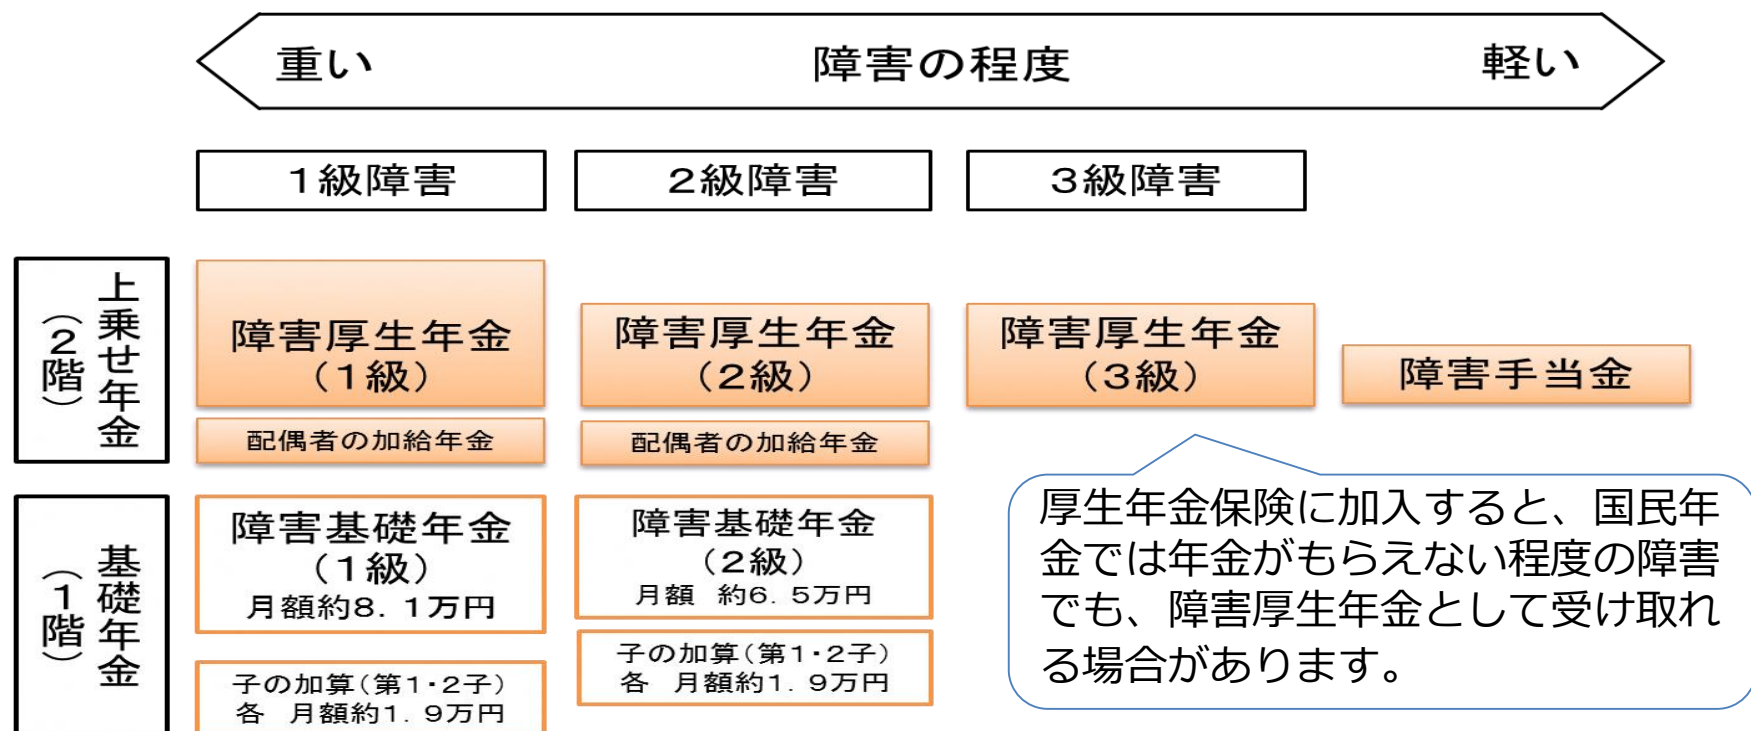 重い 障害の程度 軽い
1級障害 2級障害 3級障害
上乗せ年金
（2階）
障害厚生年金
（1級）
配偶者の加給年金
障害厚生年金
（2級）
配偶者の加給年金
障害厚生年金
（3級）
障害手当金
基礎年金
（1階）
障害基礎年金
（1級）
月額約8．1万円
子の加算（第1・2子）
各　月額約1．9万円
障害基礎年金
（2級）
月額　約6．5万円
子の加算（第1・2子）
各　月額約1．9万円
厚生年金保険に加入すると、国民年
金では年金がもらえない程度の障害
でも、障害厚生年金として受け取れ
る場合があります。